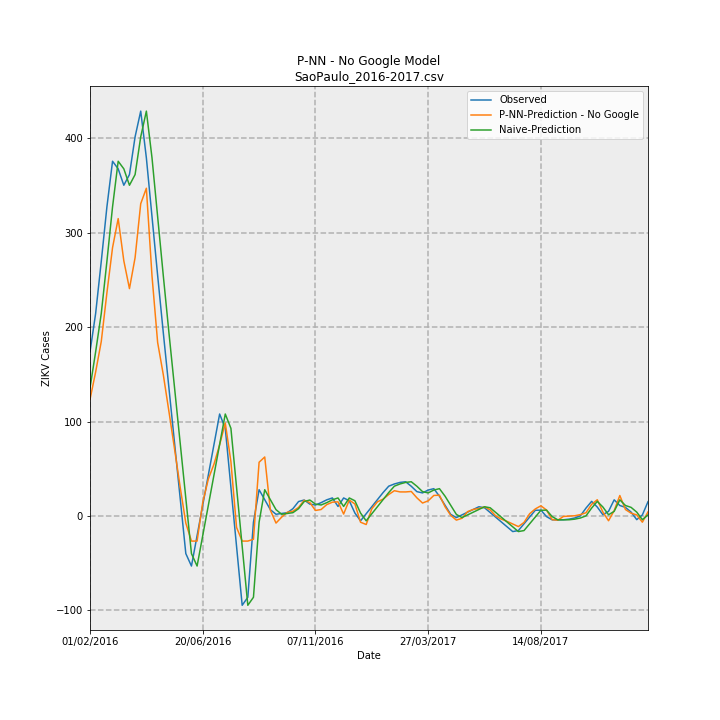 P-NN - No Google Model
SaoPaulo_2016-2017.csv
Observed
P-NN-Prediction - No Google
Naive-Prediction
ZIKV Cases
400
300
200
100
0
−100
01/02/2016
20/06/2016
07/11/2016
27/03/2017
14/08/2017
Date